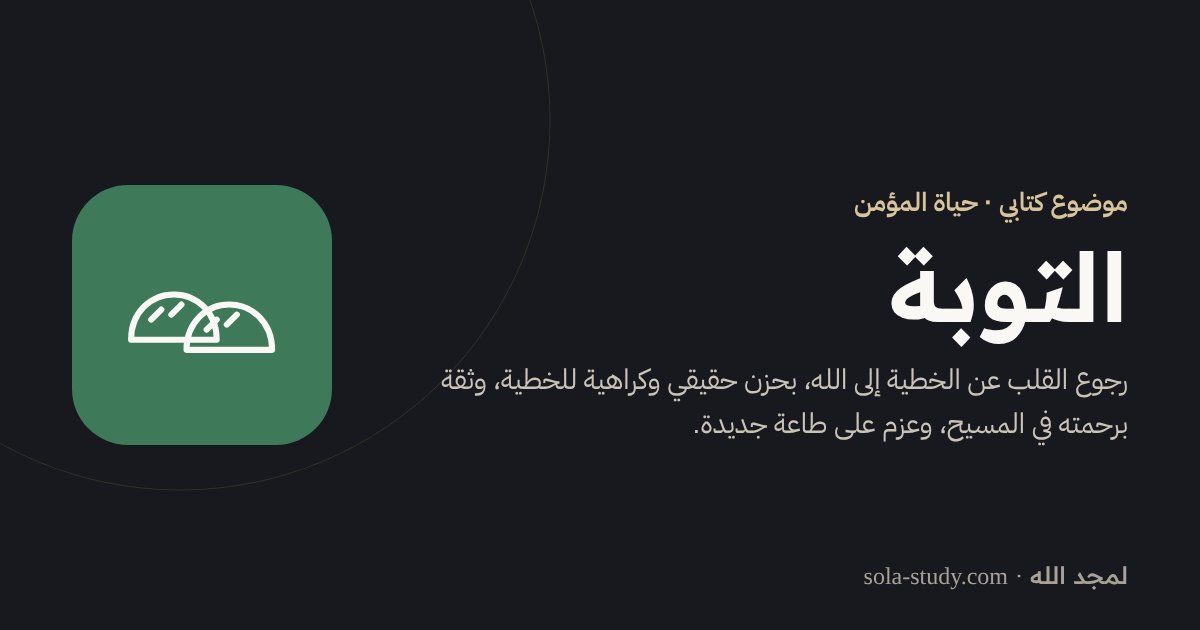 موضوع كتابي · حياة المؤمن
التوبة
رجوع القلب عن الخطية إلى الله، بحزن حقيقي وكراهية للخطية، وثقة
برحمته في المسيح، وعزم على طاعة جديدة.
لمجد الله · sola-study.com